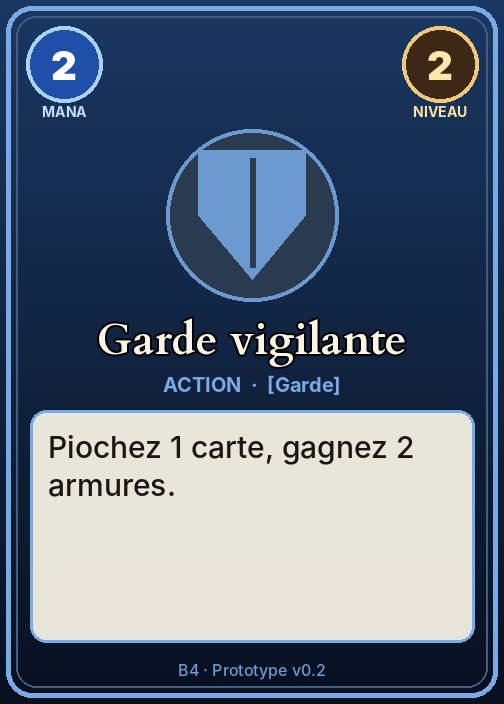 2
2
MANA
NIVEAU
Garde vigilante
ACTION · [Garde]
Piochez 1 carte, gagnez 2
armures.
B4 · Prototype v0.2